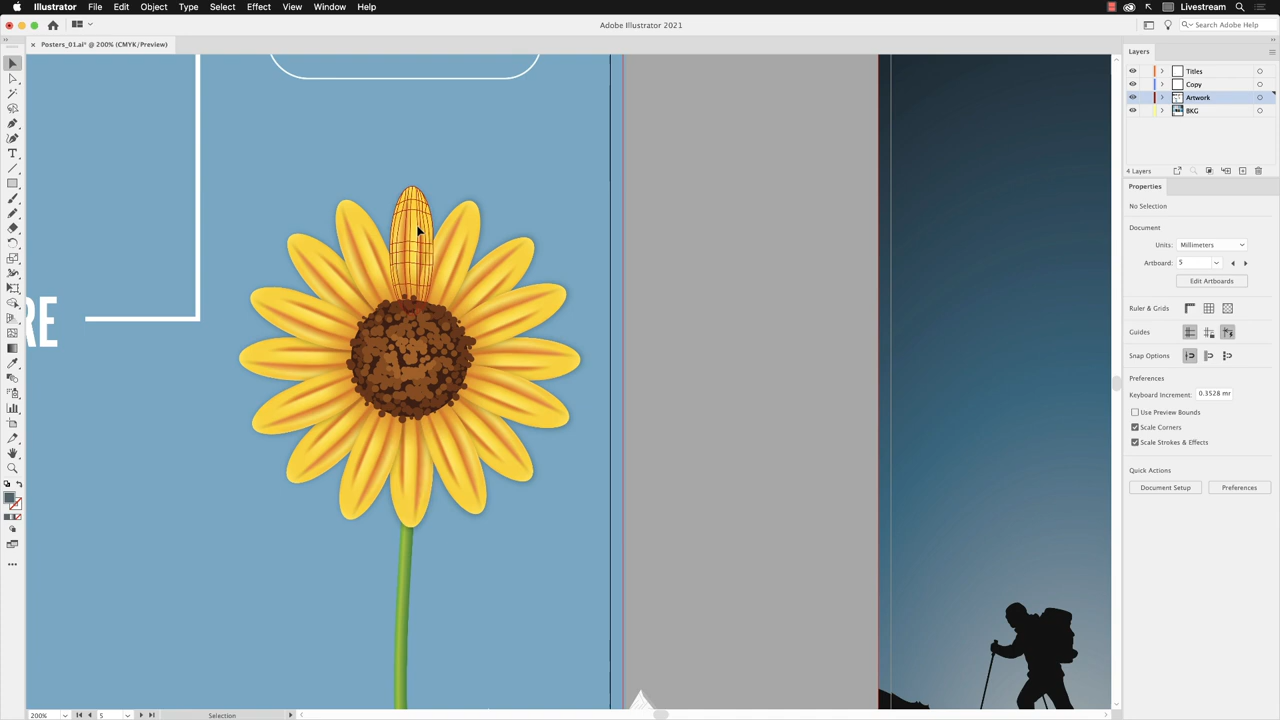 Illustrator File Edit Object Type Select Effect View Window Help Livestream
Adobe Illustrator 2021
Search Adobe Help
× Posters_01.ai* @ 200% (CMYK/Preview)
Layers
Titles
Copy
Artwork
BKG
4 Layers
Properties
No Selection
Document
Units: Millimeters
Artboard: 5
Edit Artboards
Ruler & Grids
RE
Guides
Snap Options
Preferences
Keyboard Increment: 0.3528 mm
Use Preview Bounds
Scale Corners
Scale Strokes & Effects
Quick Actions
Document Setup Preferences
200% 5 Selection